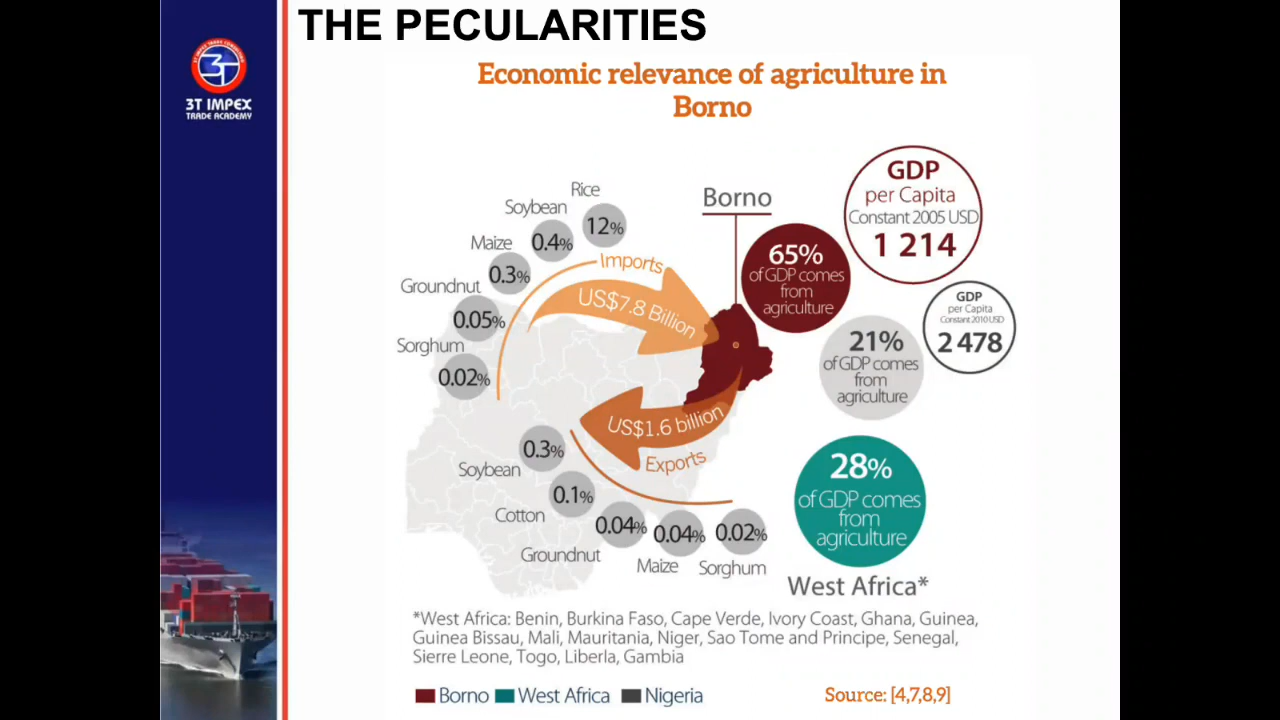 THE PECULARITIES
3T IMPEX
TRADE ACADEMY
Economic relevance of agriculture in
Borno
Rice
12%
Soybean
0.4%
Maize
0.3%
Groundnut
0.05%
Sorghum
0.02%
Imports
US$7.8 Billion
Borno
65%
of GDP comes
from
agriculture
GDP
per Capita
Constant 2005 USD
1 214
GDP
per Capita
Constant 2010 USD
2 478
21%
of GDP comes
from
agriculture
US$1.6 billion
Exports
0.3%
Soybean
0.1%
Cotton
0.04%
Groundnut
0.04%
Maize
0.02%
Sorghum
28%
of GDP comes
from
agriculture
West Africa*
*West Africa: Benin, Burkina Faso, Cape Verde, Ivory Coast, Ghana, Guinea,
Guinea Bissau, Mali, Mauritania, Niger, Sao Tome and Principe, Senegal,
Sierre Leone, Togo, Liberla, Gambia
Borno West Africa Nigeria
Source: [4,7,8,9]